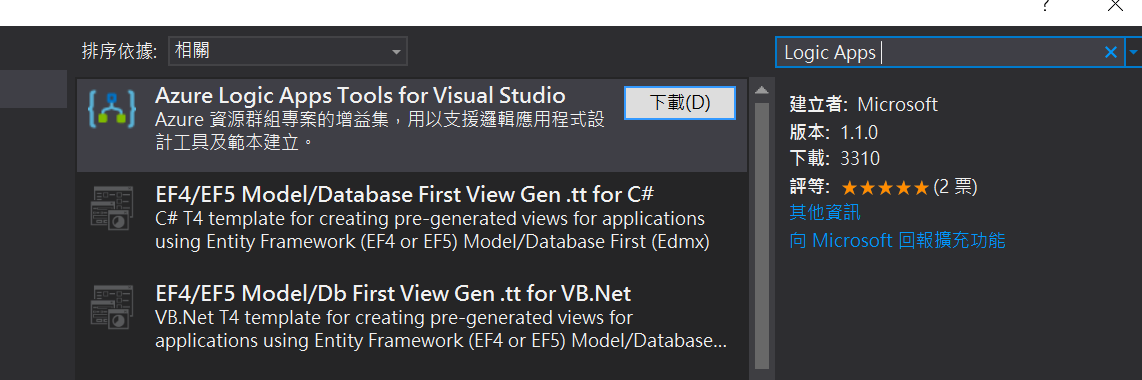 ?
排序依據: 相關
Logic Apps
Azure Logic Apps Tools for Visual Studio
下載(D)
Azure 資源群組專案的增益集，用以支援邏輯應用程式設
計工具及範本建立。
EF4/EF5 Model/Database First View Gen .tt for C#
C# T4 template for creating pre-generated views for applications
using Entity Framework (EF4 or EF5) Model/Database First (Edmx)
EF4/EF5 Model/Db First View Gen .tt for VB.Net
VB.Net T4 template for creating pre-generated views for
applications using Entity Framework (EF4 or EF5) Model/Database...
建立者: Microsoft
版本: 1.1.0
下載: 3310
評等: ★★★★★ (2 票)
其他資訊
向 Microsoft 回報擴充功能